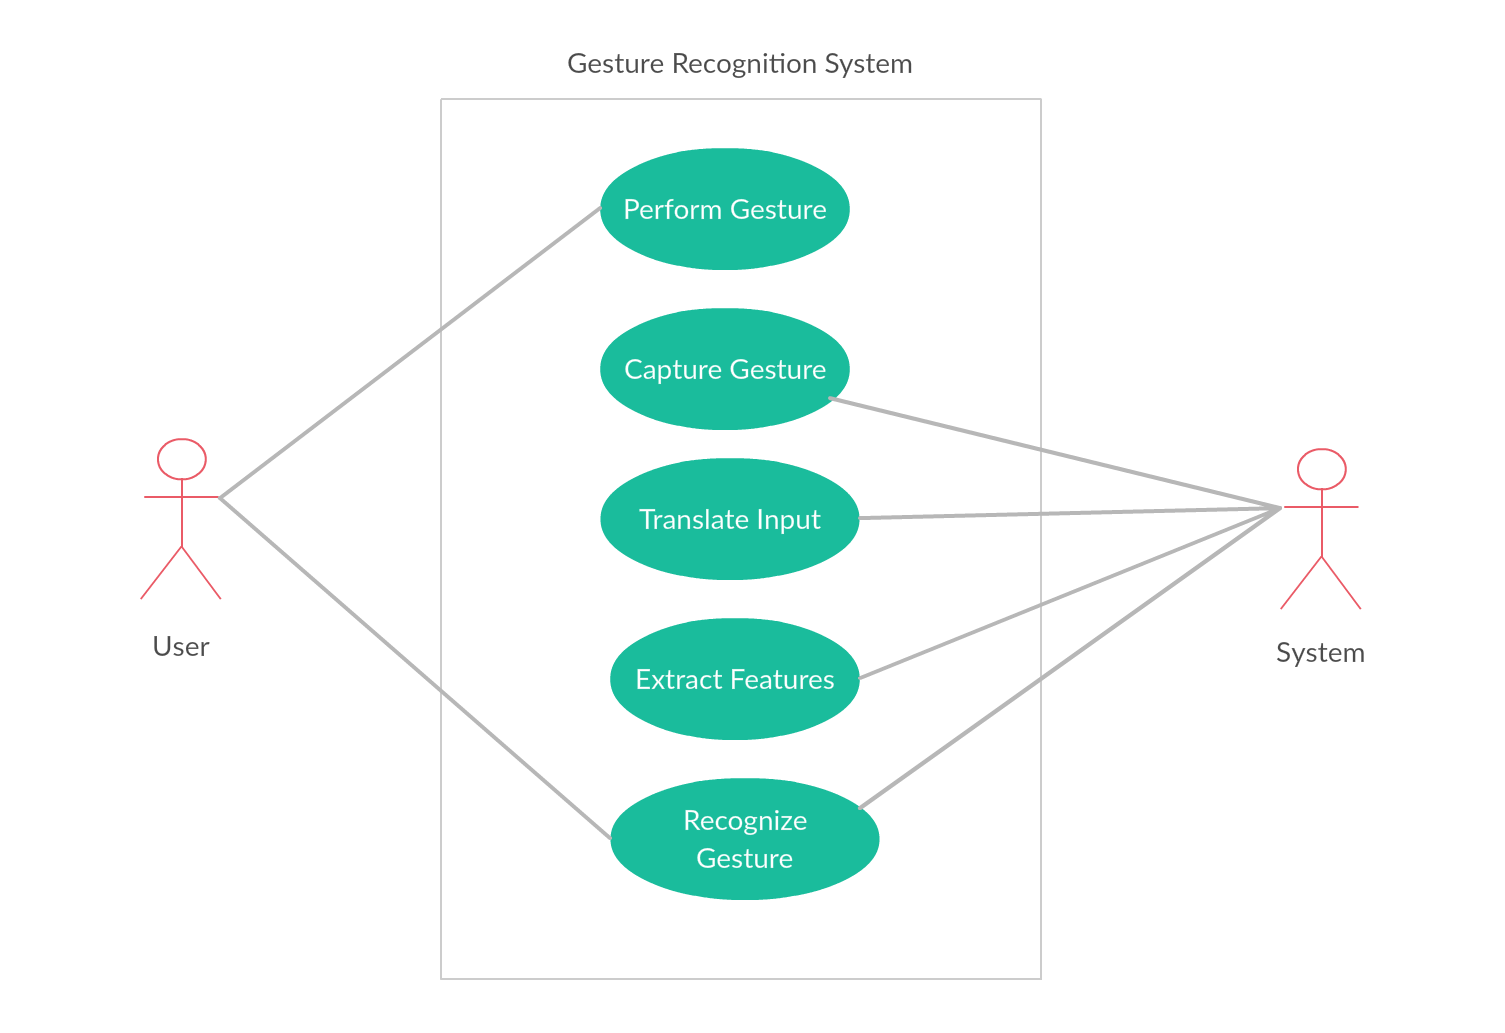 Gesture Recognition System
Perform Gesture
Capture Gesture
Translate Input
Extract Features
Recognize
Gesture
User
System